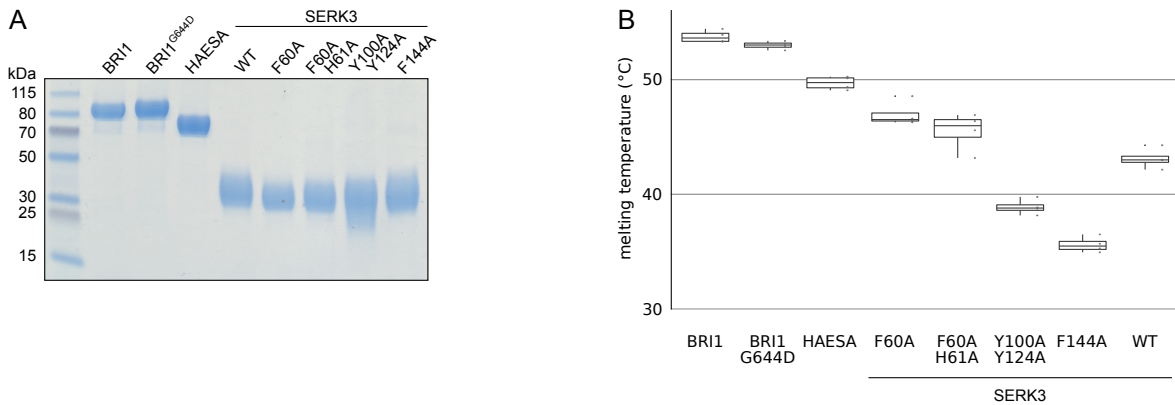 A
SERK3
kDa
BRI1
BRI1G644D
HAESA
WT
F60A
F60A
H61A
Y100A
Y124A
F144A
115
80
70
50
30
25
15
B
melting temperature (°C)
50
40
30
BRI1
BRI1
G644D
HAESA
F60A
F60A
H61A
Y100A
Y124A
F144A
WT
SERK3